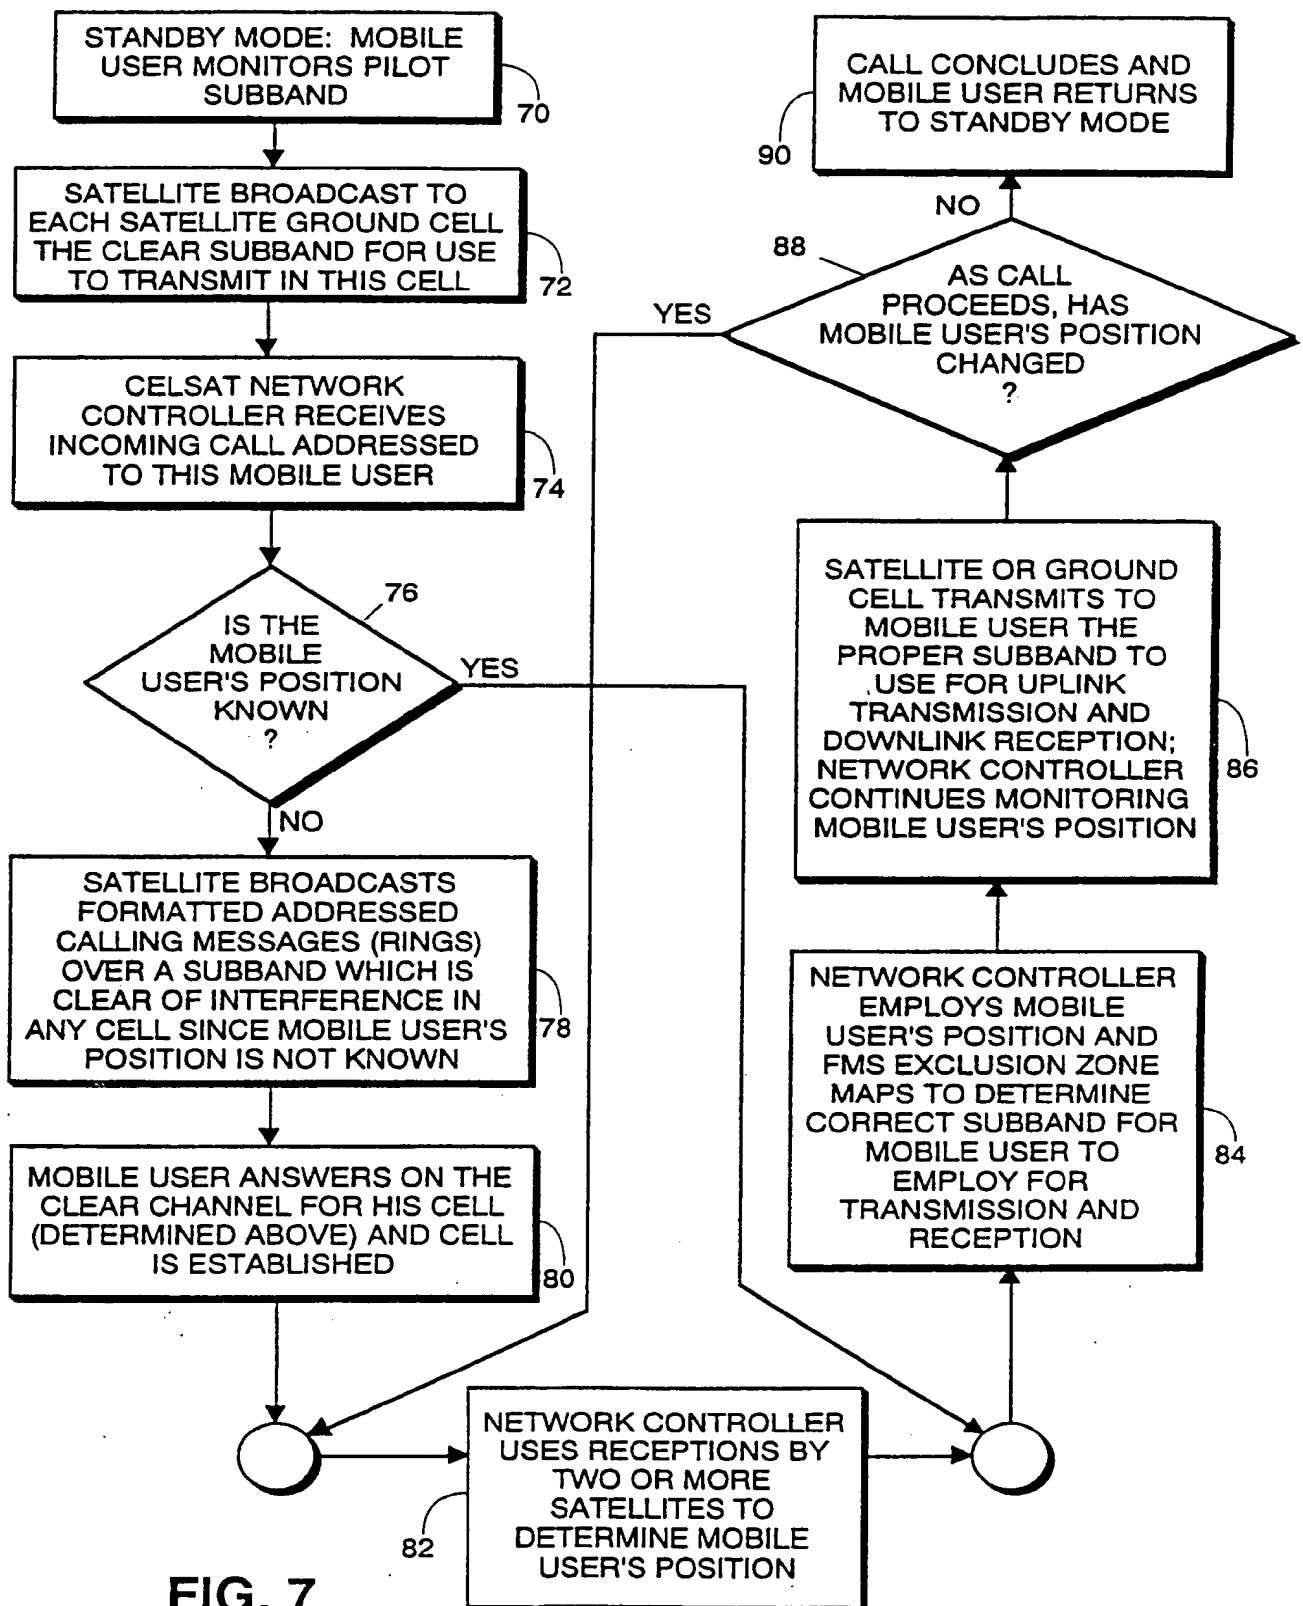 STANDBY MODE: MOBILE
USER MONITORS PILOT
SUBBAND
70
SATELLITE BROADCAST TO
EACH SATELLITE GROUND CELL
THE CLEAR SUBBAND FOR USE
TO TRANSMIT IN THIS CELL
72
CELSAT NETWORK
CONTROLLER RECEIVES
INCOMING CALL ADDRESSED
TO THIS MOBILE USER
74
IS THE
MOBILE
USER'S POSITION
KNOWN
?
76
YES
NO
SATELLITE BROADCASTS
FORMATTED ADDRESSED
CALLING MESSAGES (RINGS)
OVER A SUBBAND WHICH IS
CLEAR OF INTERFERENCE IN
ANY CELL SINCE MOBILE USER'S
POSITION IS NOT KNOWN
78
MOBILE USER ANSWERS ON THE
CLEAR CHANNEL FOR HIS CELL
(DETERMINED ABOVE) AND CELL
IS ESTABLISHED
80
NETWORK CONTROLLER
USES RECEPTIONS BY
TWO OR MORE
SATELLITES TO
DETERMINE MOBILE
USER'S POSITION
82
NETWORK CONTROLLER
EMPLOYS MOBILE
USER'S POSITION AND
FMS EXCLUSION ZONE
MAPS TO DETERMINE
CORRECT SUBBAND FOR
MOBILE USER TO
EMPLOY FOR
TRANSMISSION AND
RECEPTION
84
SATELLITE OR GROUND
CELL TRANSMITS TO
MOBILE USER THE
PROPER SUBBAND TO
USE FOR UPLINK
TRANSMISSION AND
DOWNLINK RECEPTION;
NETWORK CONTROLLER
CONTINUES MONITORING
MOBILE USER'S POSITION
86
AS CALL
PROCEEDS, HAS
MOBILE USER'S POSITION
CHANGED
?
88
YES
NO
CALL CONCLUDES AND
MOBILE USER RETURNS
TO STANDBY MODE
90
FIG. 7